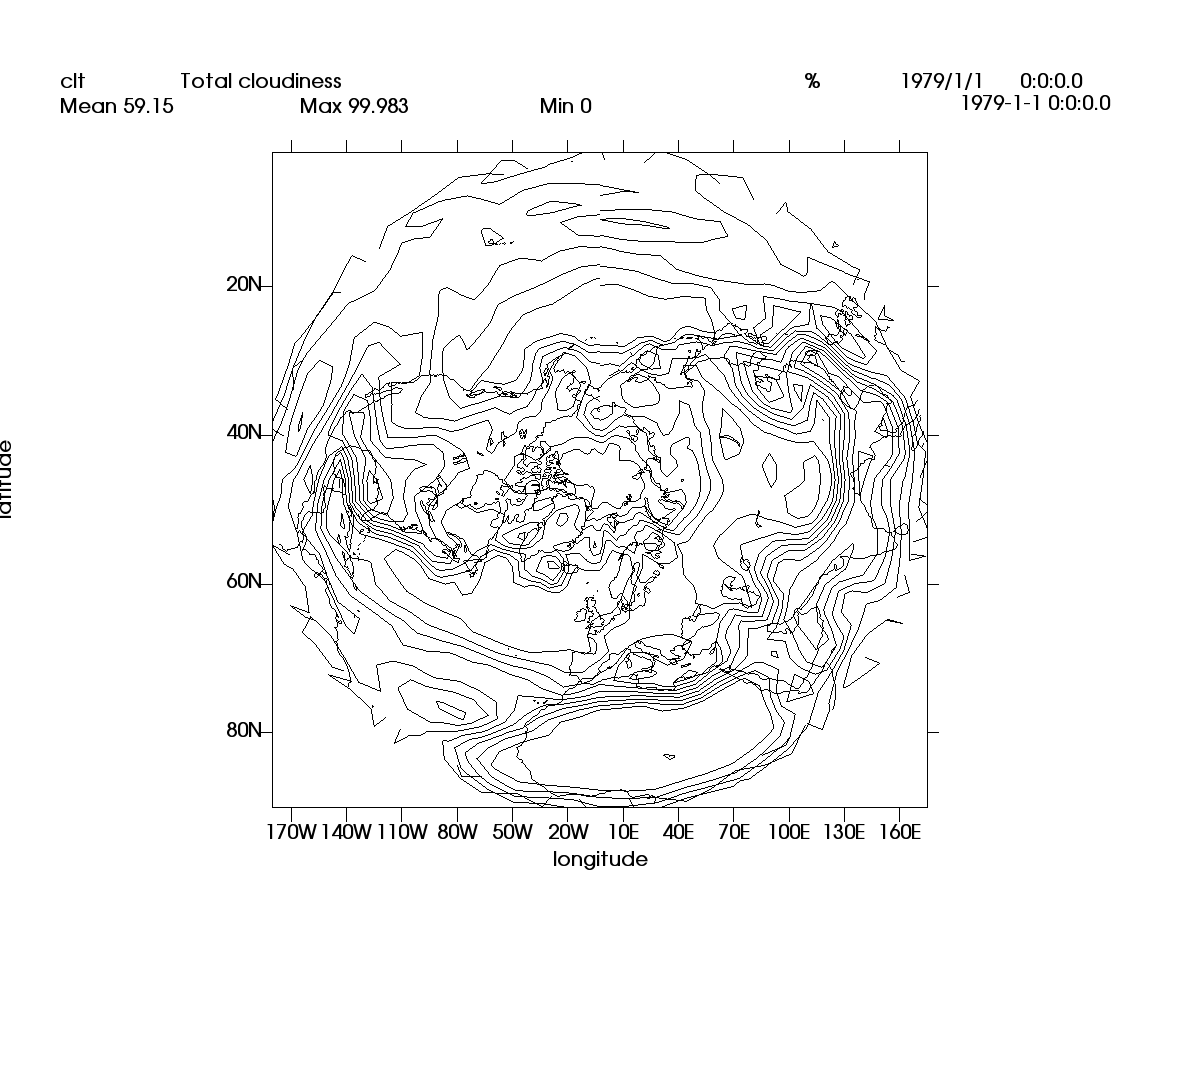 clt Total cloudiness % 1979/1/1 0:0:0.0
Mean 59.15 Max 99.983 Min 0 1979-1-1 0:0:0.0
20N
40N
latitude
60N
80N
170W 140W 110W 80W 50W 20W 10E 40E 70E 100E 130E 160E
longitude